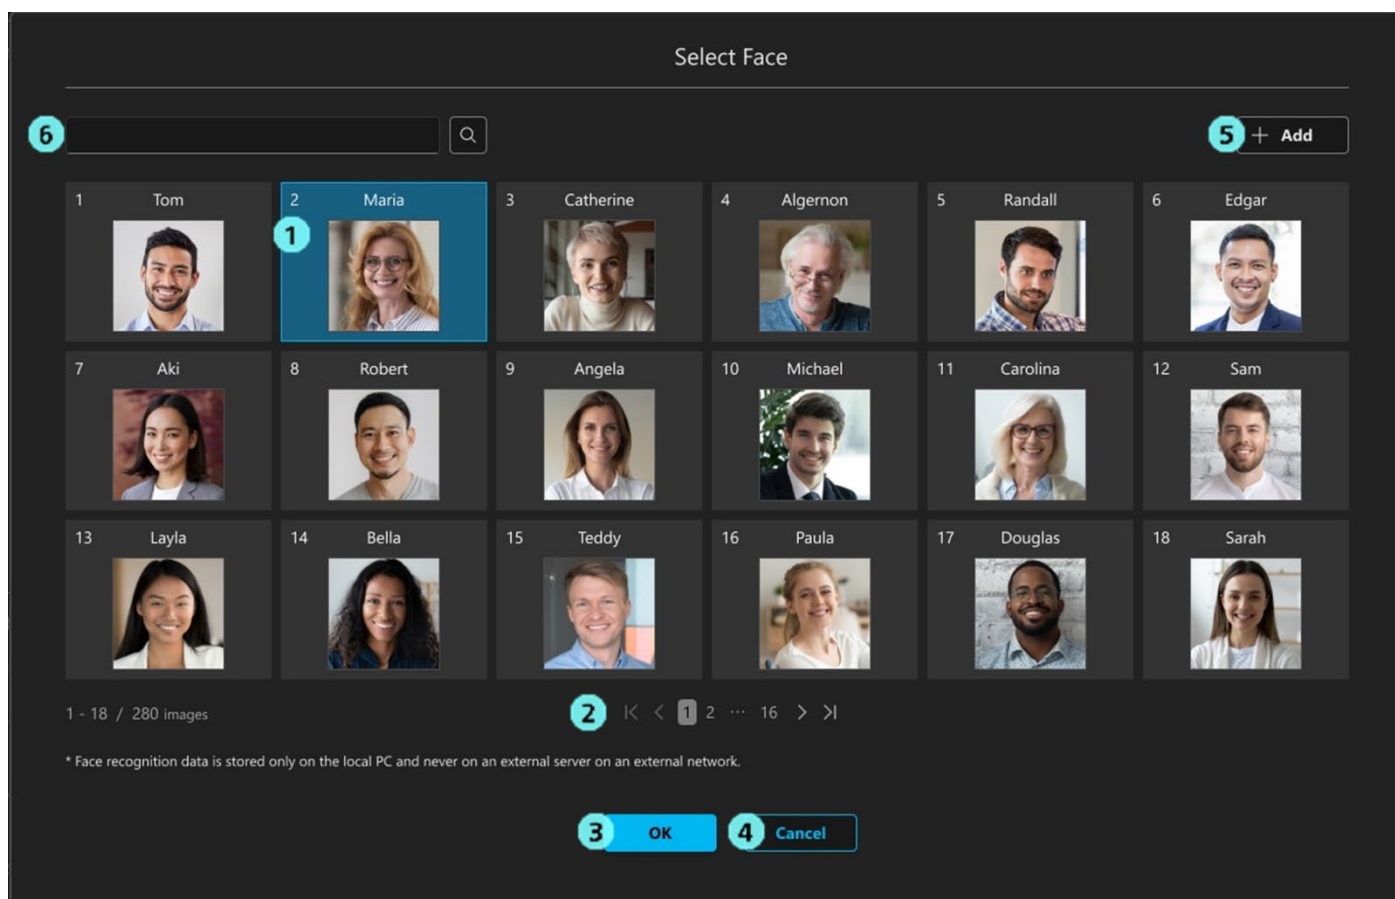 Select Face
6
5 + Add
1 Tom 2 Maria 3 Catherine 4 Algernon 5 Randall 6 Edgar
1
7 Aki 8 Robert 9 Angela 10 Michael 11 Carolina 12 Sam
13 Layla 14 Bella 15 Teddy 16 Paula 17 Douglas 18 Sarah
1 - 18 / 280 images 2 1 2 ··· 16
* Face recognition data is stored only on the local PC and never on an external server on an external network.
3 OK 4 Cancel